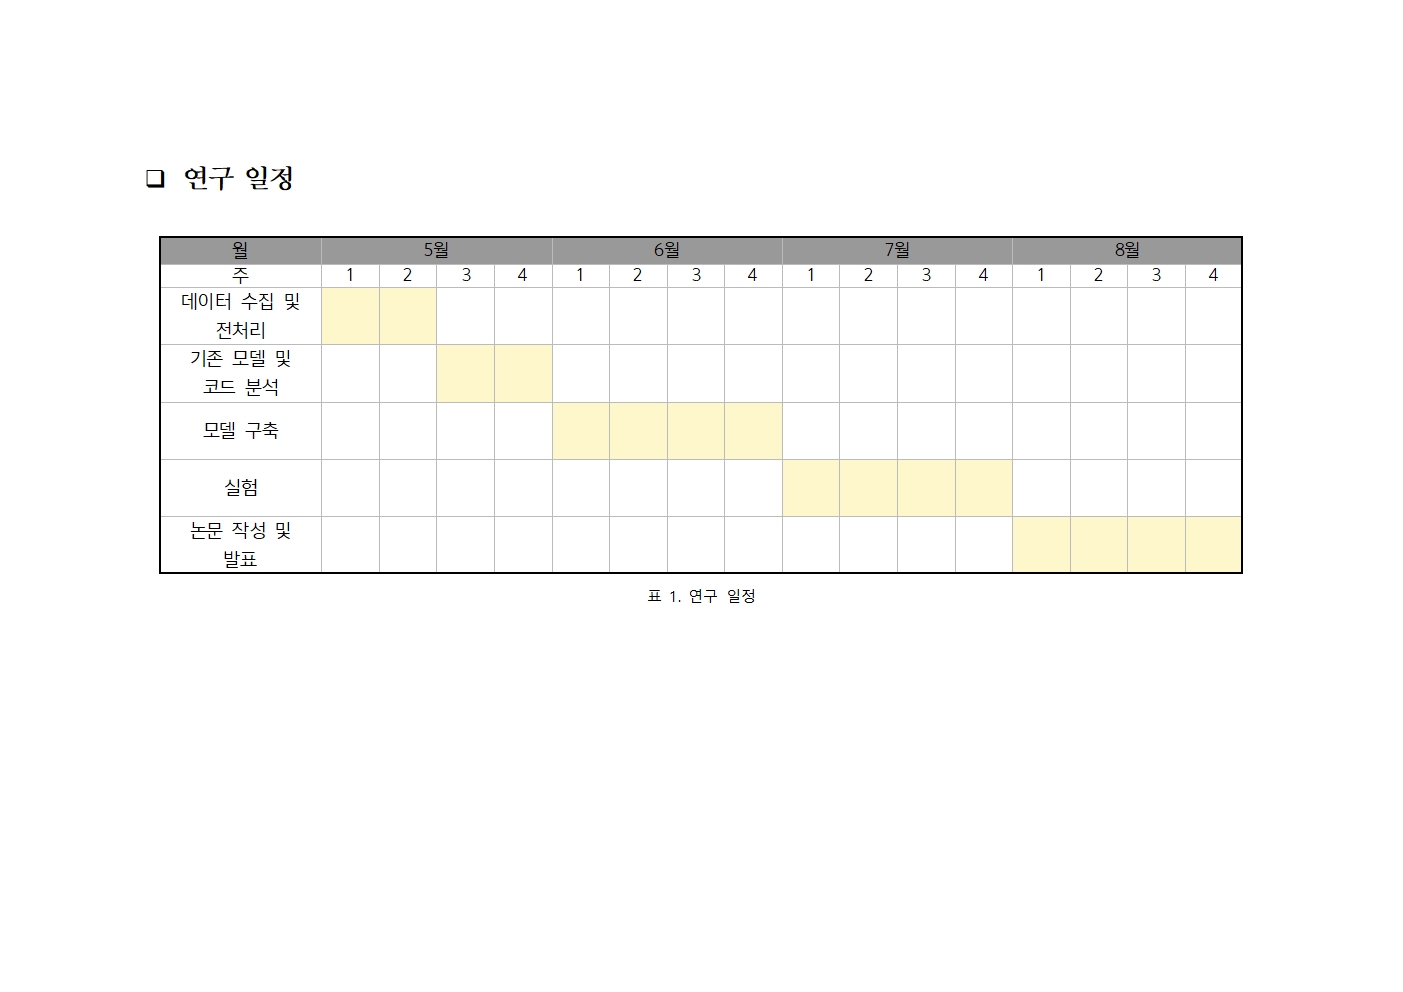 ❏ 연구 일정
월 5월 6월 7월 8월
주 1 2 3 4 1 2 3 4 1 2 3 4 1 2 3 4
데이터 수집 및
전처리
기존 모델 및
코드 분석
모델 구축
실험
논문 작성 및
발표
표 1. 연구 일정